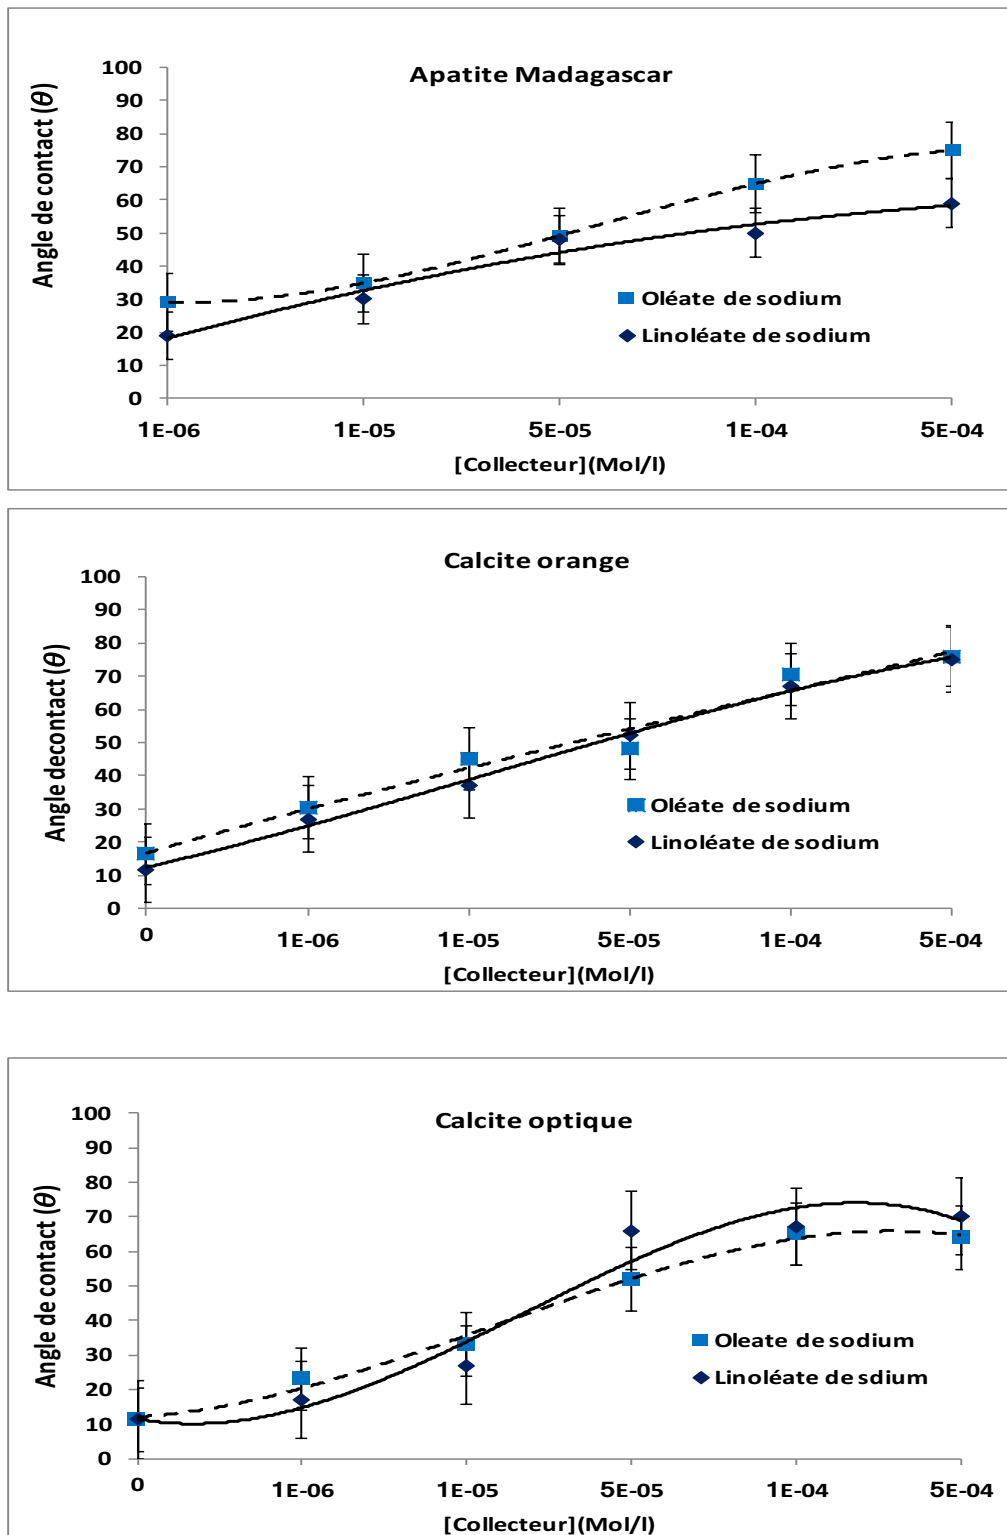 Apatite Madagascar
Angle de contact (θ)
100
90
80
70
60
50
40
30
20
10
0
1E-06 1E-05 5E-05 1E-04 5E-04
[Collecteur](Mol/l)
Oléate de sodium
Linoléate de sodium
Calcite orange
Angle decontact (θ)
100
90
80
70
60
50
40
30
20
10
0
0 1E-06 1E-05 5E-05 1E-04 5E-04
[Collecteur](Mol/l)
Oléate de sodium
Linoléate de sodium
Calcite optique
Angle de contact (θ)
100
90
80
70
60
50
40
30
20
10
0
0 1E-06 1E-05 5E-05 1E-04 5E-04
[Collecteur](Mol/l)
Oleate de sodium
Linoléate de sdium